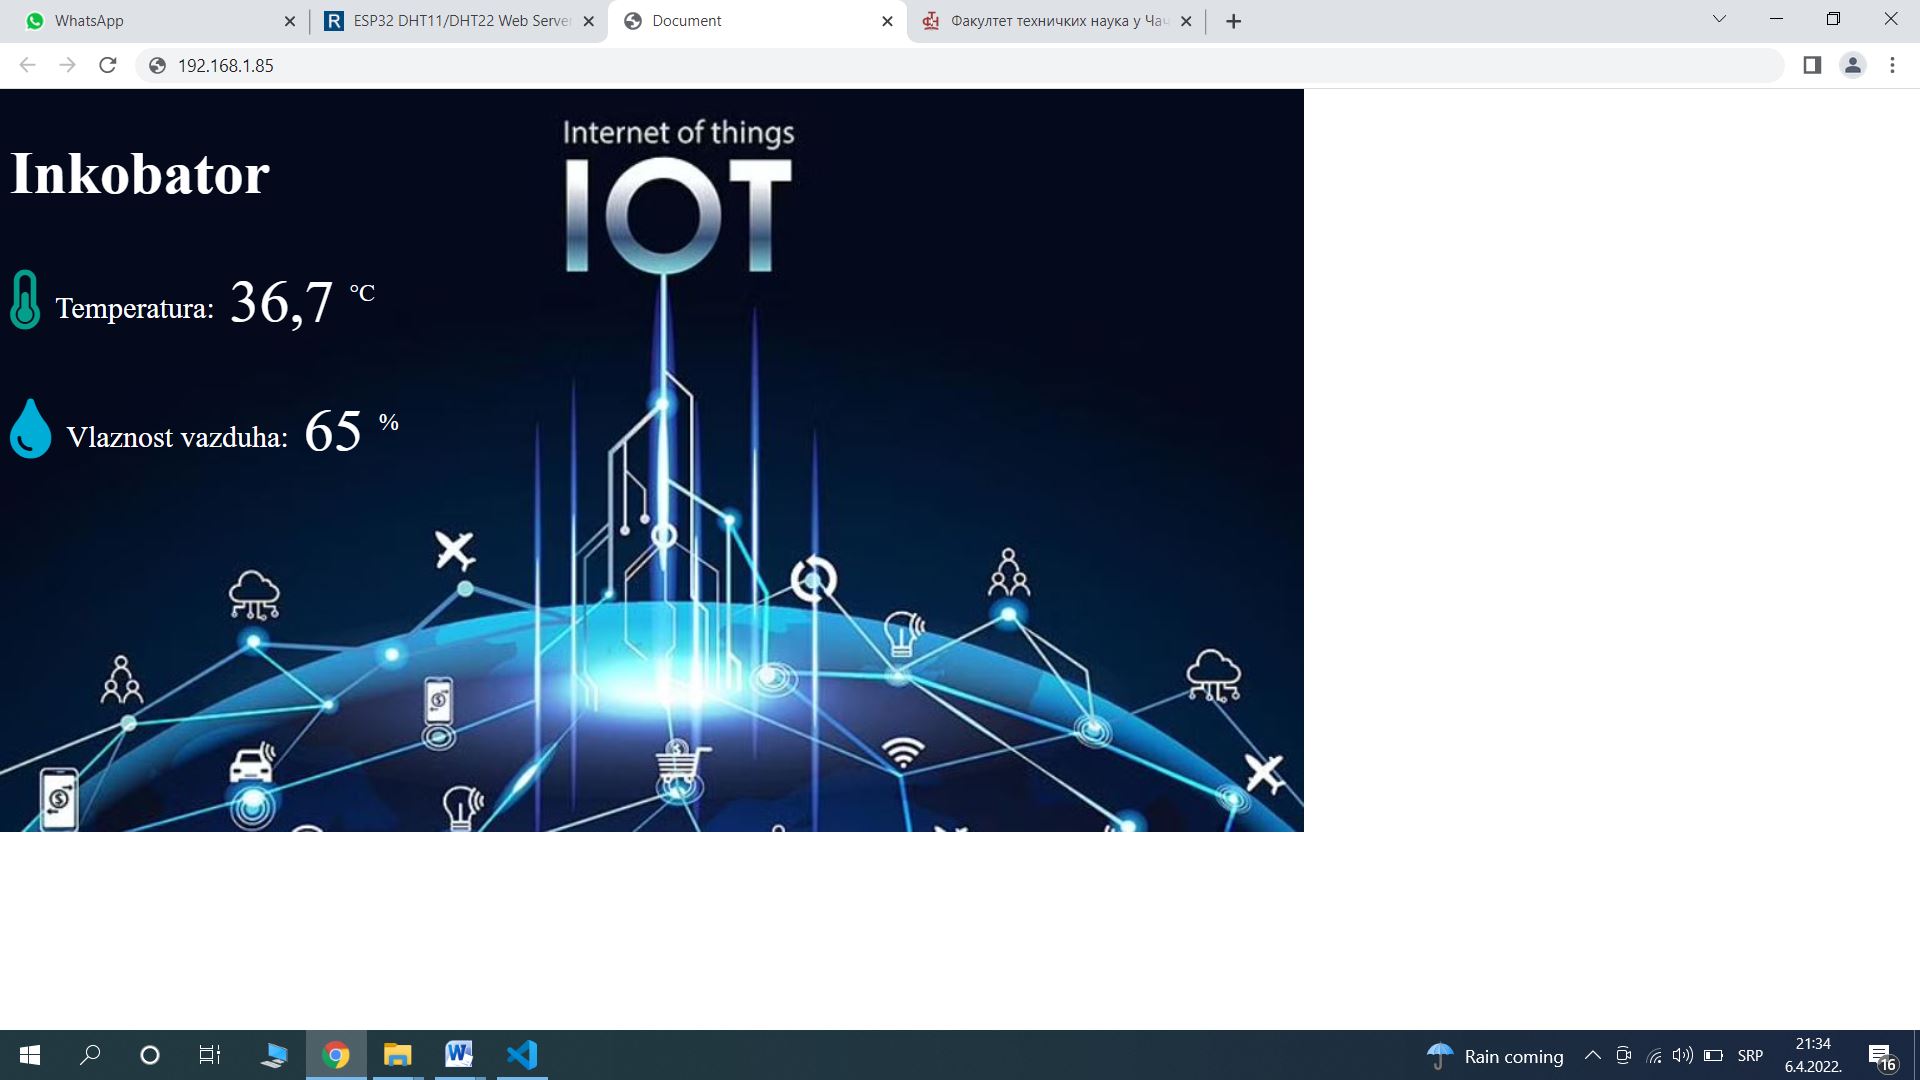 WhatsApp
ESP32 DHT11/DHT22 Web Server
Document
Факултет техничких наука у Чач
192.168.1.85
Internet of things
IOT
Inkobator
Temperatura: 36,7 °C
Vlaznost vazduha: 65 %
Rain coming
SRP
21:34
6.4.2022.
16